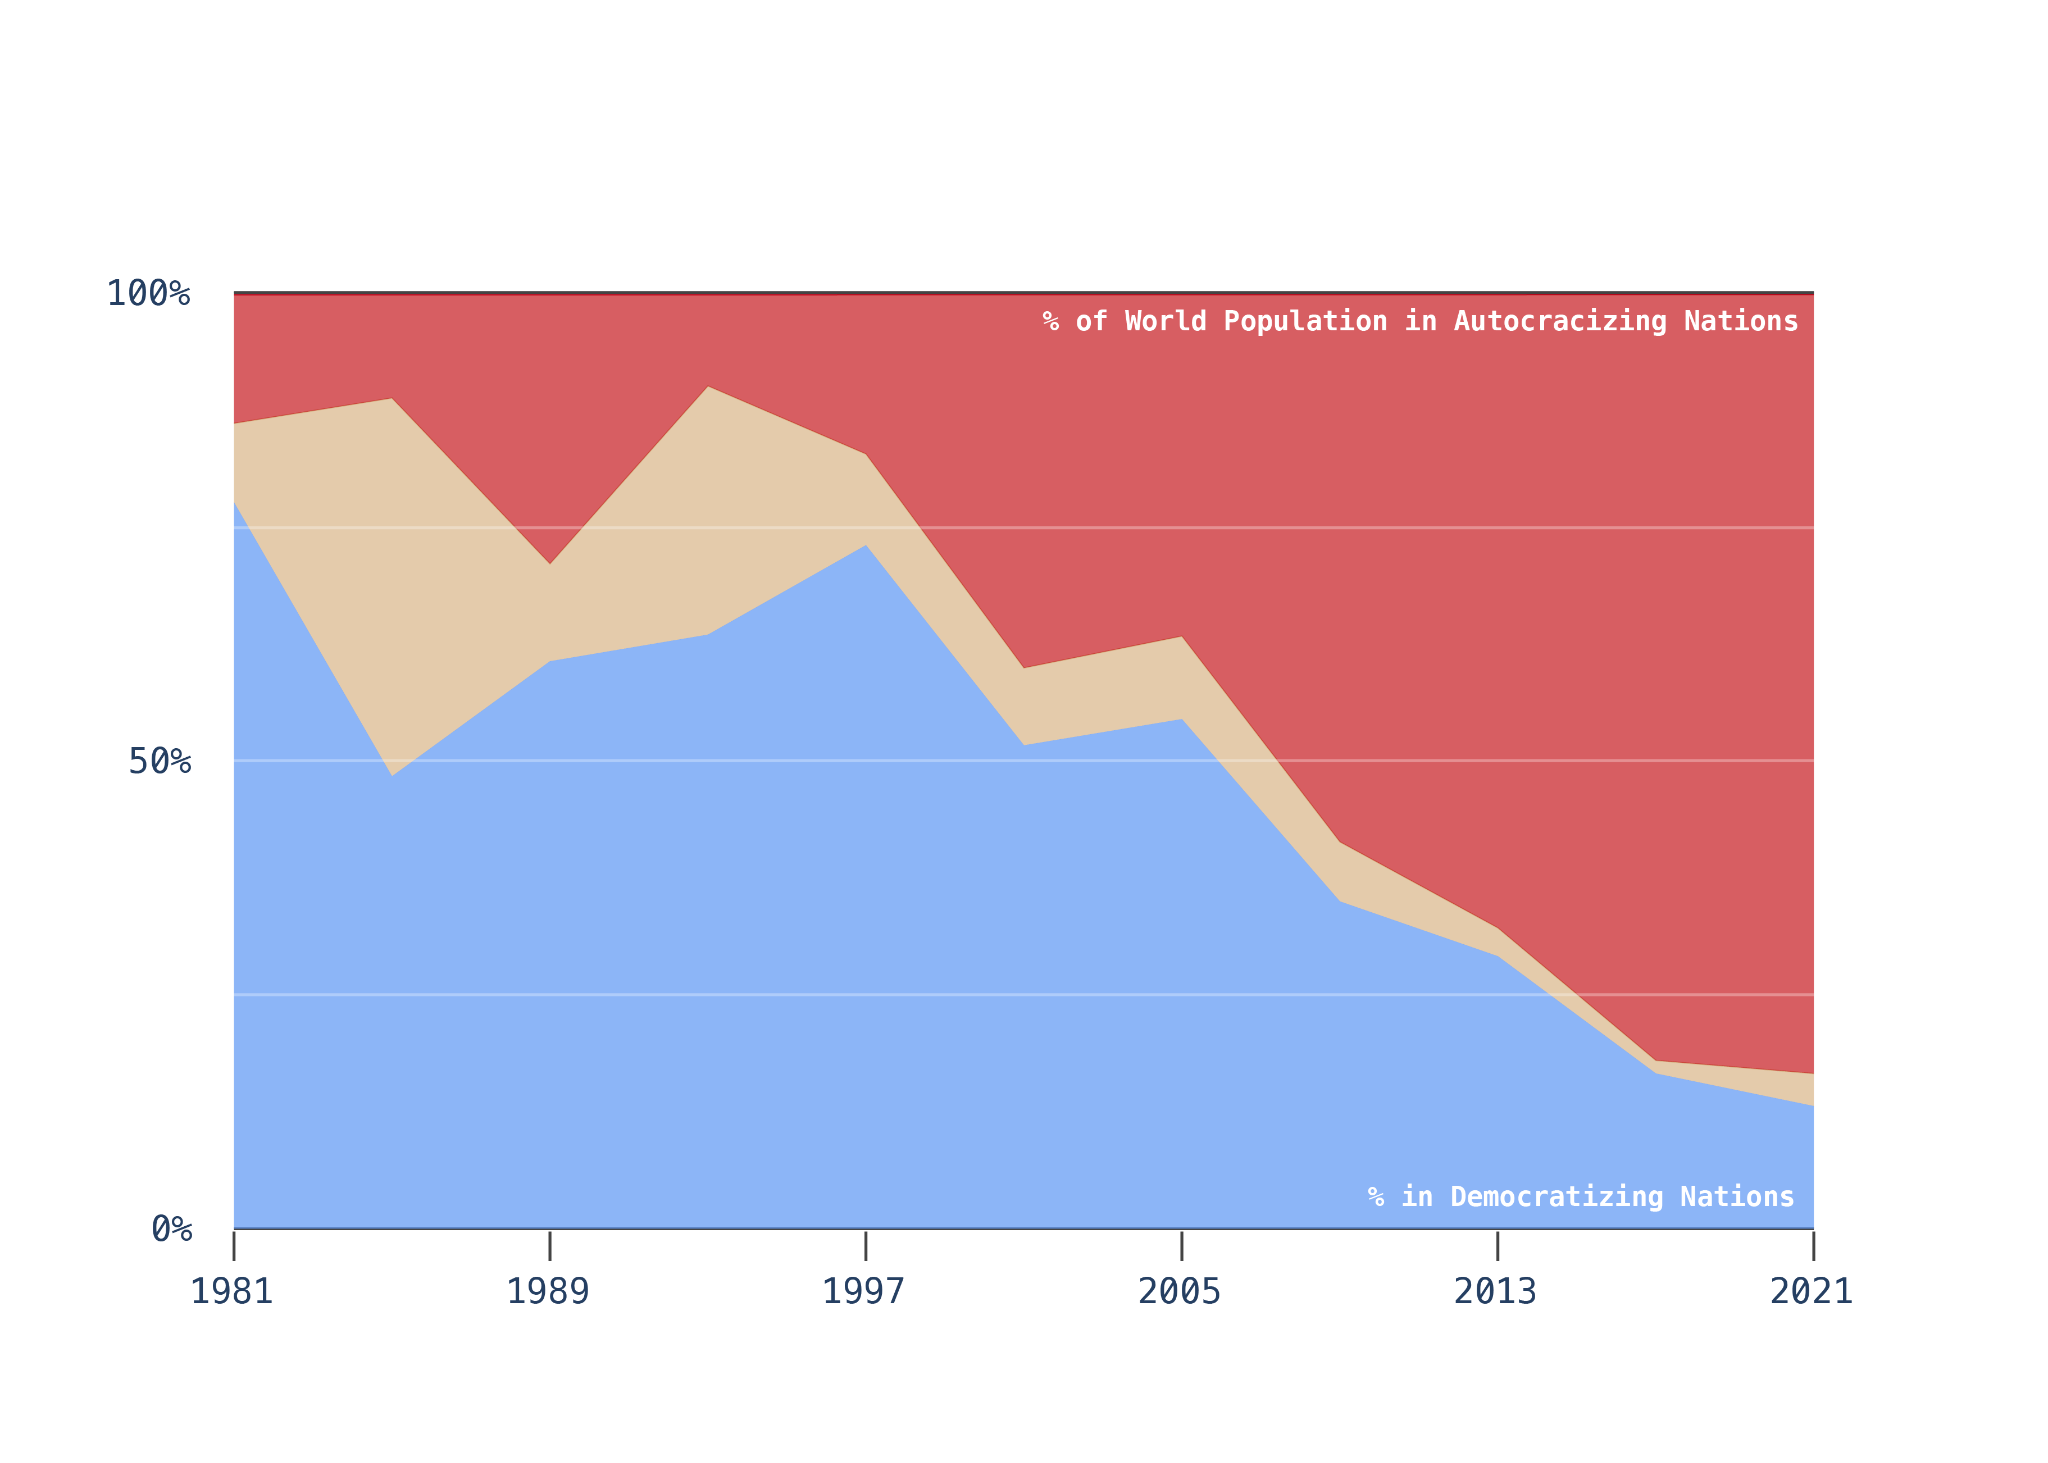 100%
% of World Population in Autocracizing Nations
50%
% in Democratizing Nations
0%
1981 1989 1997 2005 2013 2021